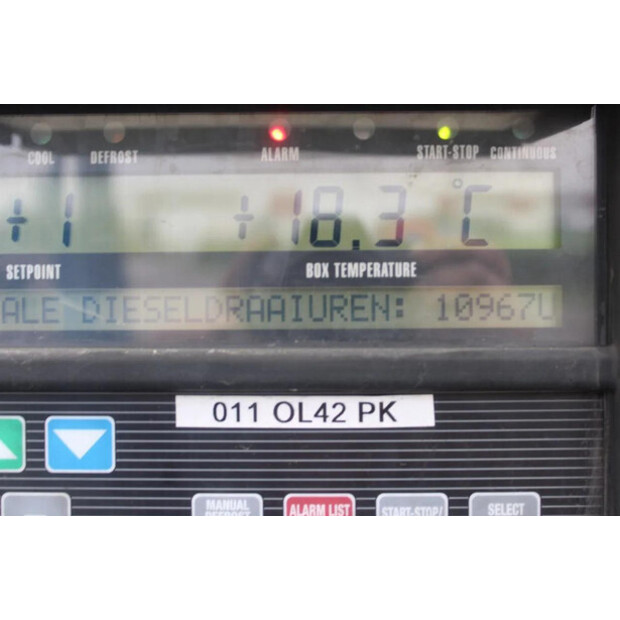 COOL DEFROST ALARM START-STOP CONTINUOUS
+1 +18.3 °C
SETPOINT BOX TEMPERATURE
ALE DIESELDRAAIUREN: 10967U
011 OL42 PK
MANUAL DEFROST ALARM LIST START-STOP/ SELECT